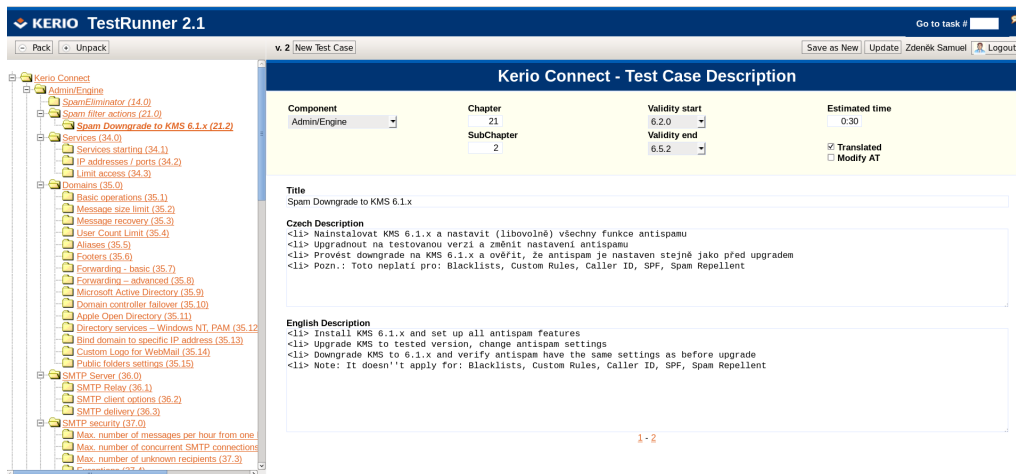 KERIO TestRunner 2.1
Go to task #
Pack
Unpack
v. 2 New Test Case
Save as New Update Zdeněk Samuel Logout
Kerio Connect
Admin/Engine
SpamEliminator (14.0)
Spam filter actions (21.0)
Spam Downgrade to KMS 6.1.x (21.2)
Services (34.0)
Services starting (34.1)
IP addresses / ports (34.2)
Limit access (34.3)
Domains (35.0)
Basic operations (35.1)
Message size limit (35.2)
Message recovery (35.3)
User Count Limit (35.4)
Aliases (35.5)
Footers (35.6)
Forwarding - basic (35.7)
Forwarding – advanced (35.8)
Microsoft Active Directory (35.9)
Domain controller failover (35.10)
Apple Open Directory (35.11)
Directory services – Windows NT, PAM (35.12
Bind domain to specific IP address (35.13)
Custom Logo for WebMail (35.14)
Public folders settings (35.15)
SMTP Server (36.0)
SMTP Relay (36.1)
SMTP client options (36.2)
SMTP delivery (36.3)
SMTP security (37.0)
Max. number of messages per hour from one
Max. number of concurrent SMTP connections
Max. number of unknown recipients (37.3)
Exceptions (37.4)
Kerio Connect - Test Case Description
Component Chapter Validity start Estimated time
Admin/Engine 21 6.2.0 0:30
SubChapter Validity end
2 6.5.2
Translated
Modify AT
Title
Spam Downgrade to KMS 6.1.x
Czech Description
<li> Nainstalovat KMS 6.1.x a nastavit (libovolně) všechny funkce antispamu
<li> Upgradnout na testovanou verzi a změnit nastavení antispamu
<li> Provést downgrade na KMS 6.1.x a ověřit, že antispam je nastaven stejně jako před upgradem
<li> Pozn.: Toto neplatí pro: Blacklists, Custom Rules, Caller ID, SPF, Spam Repellent
English Description
<li> Install KMS 6.1.x and set up all antispam features
<li> Upgrade KMS to tested version, change antispam settings
<li> Downgrade KMS to 6.1.x and verify antispam have the same settings as before upgrade
<li> Note: It doesn''t apply for: Blacklists, Custom Rules, Caller ID, SPF, Spam Repellent
1 - 2